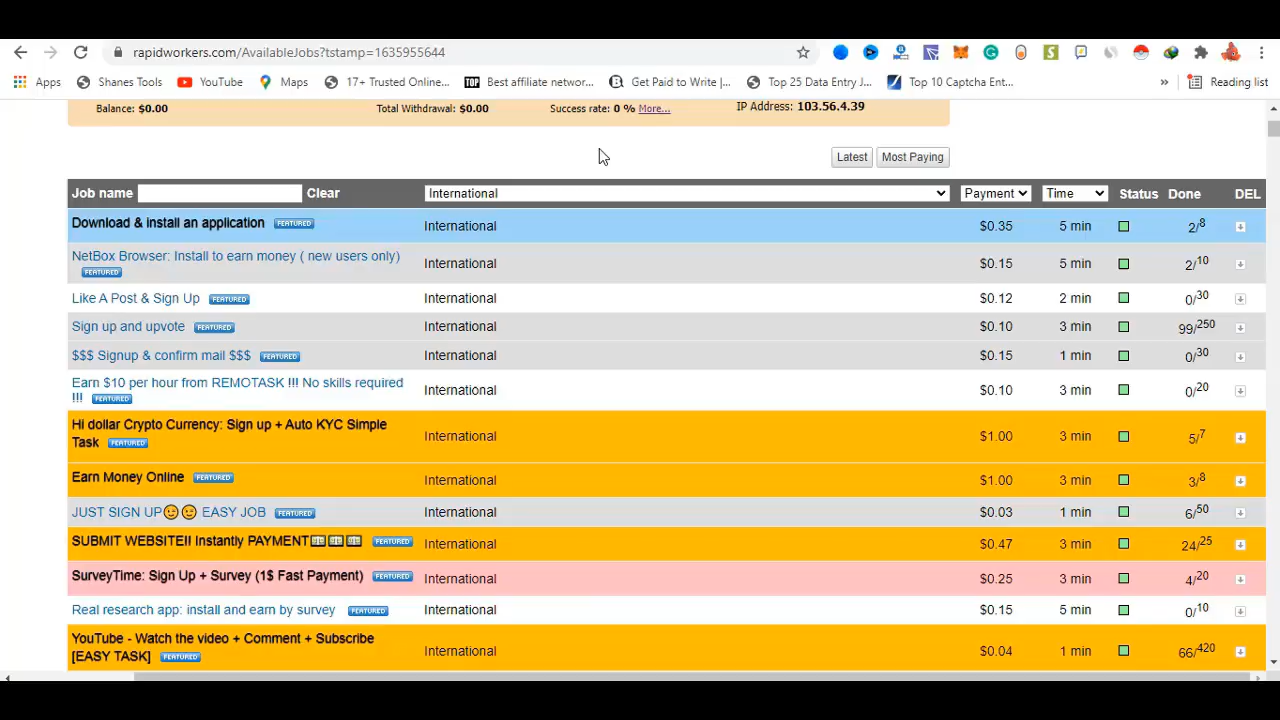 rapidworkers.com/AvailableJobs?tstamp=1635955644
Apps Shanes Tools YouTube Maps 17+ Trusted Onlin... Best affiliate networ... Get Paid to Write |... Top 25 Data Entry J... Top 10 Captcha Ent... » Reading list
Balance: $0.00 Total Withdrawal: $0.00 Success rate: 0 % More... IP Address: 103.56.4.39
Latest Most Paying
Job name Clear International Payment Time Status Done DEL
Download & install an application FEATURED International $0.35 5 min 2/8
NetBox Browser: Install to earn money ( new users only)
FEATURED International $0.15 5 min 2/10
Like A Post & Sign Up FEATURED International $0.12 2 min 0/30
Sign up and upvote FEATURED International $0.10 3 min 99/250
$$$ Signup & confirm mail $$$ FEATURED International $0.15 1 min 0/30
Earn $10 per hour from REMOTASK !!! No skills required
!!! FEATURED International $0.10 3 min 0/20
Hi dollar Crypto Currency: Sign up + Auto KYC Simple
Task FEATURED International $1.00 3 min 5/7
Earn Money Online FEATURED International $1.00 3 min 3/8
JUST SIGN UP😉😉 EASY JOB FEATURED International $0.03 1 min 6/50
SUBMIT WEBSITE!! Instantly PAYMENT💵💵💵 FEATURED International $0.47 3 min 24/25
SurveyTime: Sign Up + Survey (1$ Fast Payment) FEATURED International $0.25 3 min 4/20
Real research app: install and earn by survey FEATURED International $0.15 5 min 0/10
YouTube - Watch the video + Comment + Subscribe
[EASY TASK] FEATURED International $0.04 1 min 66/420